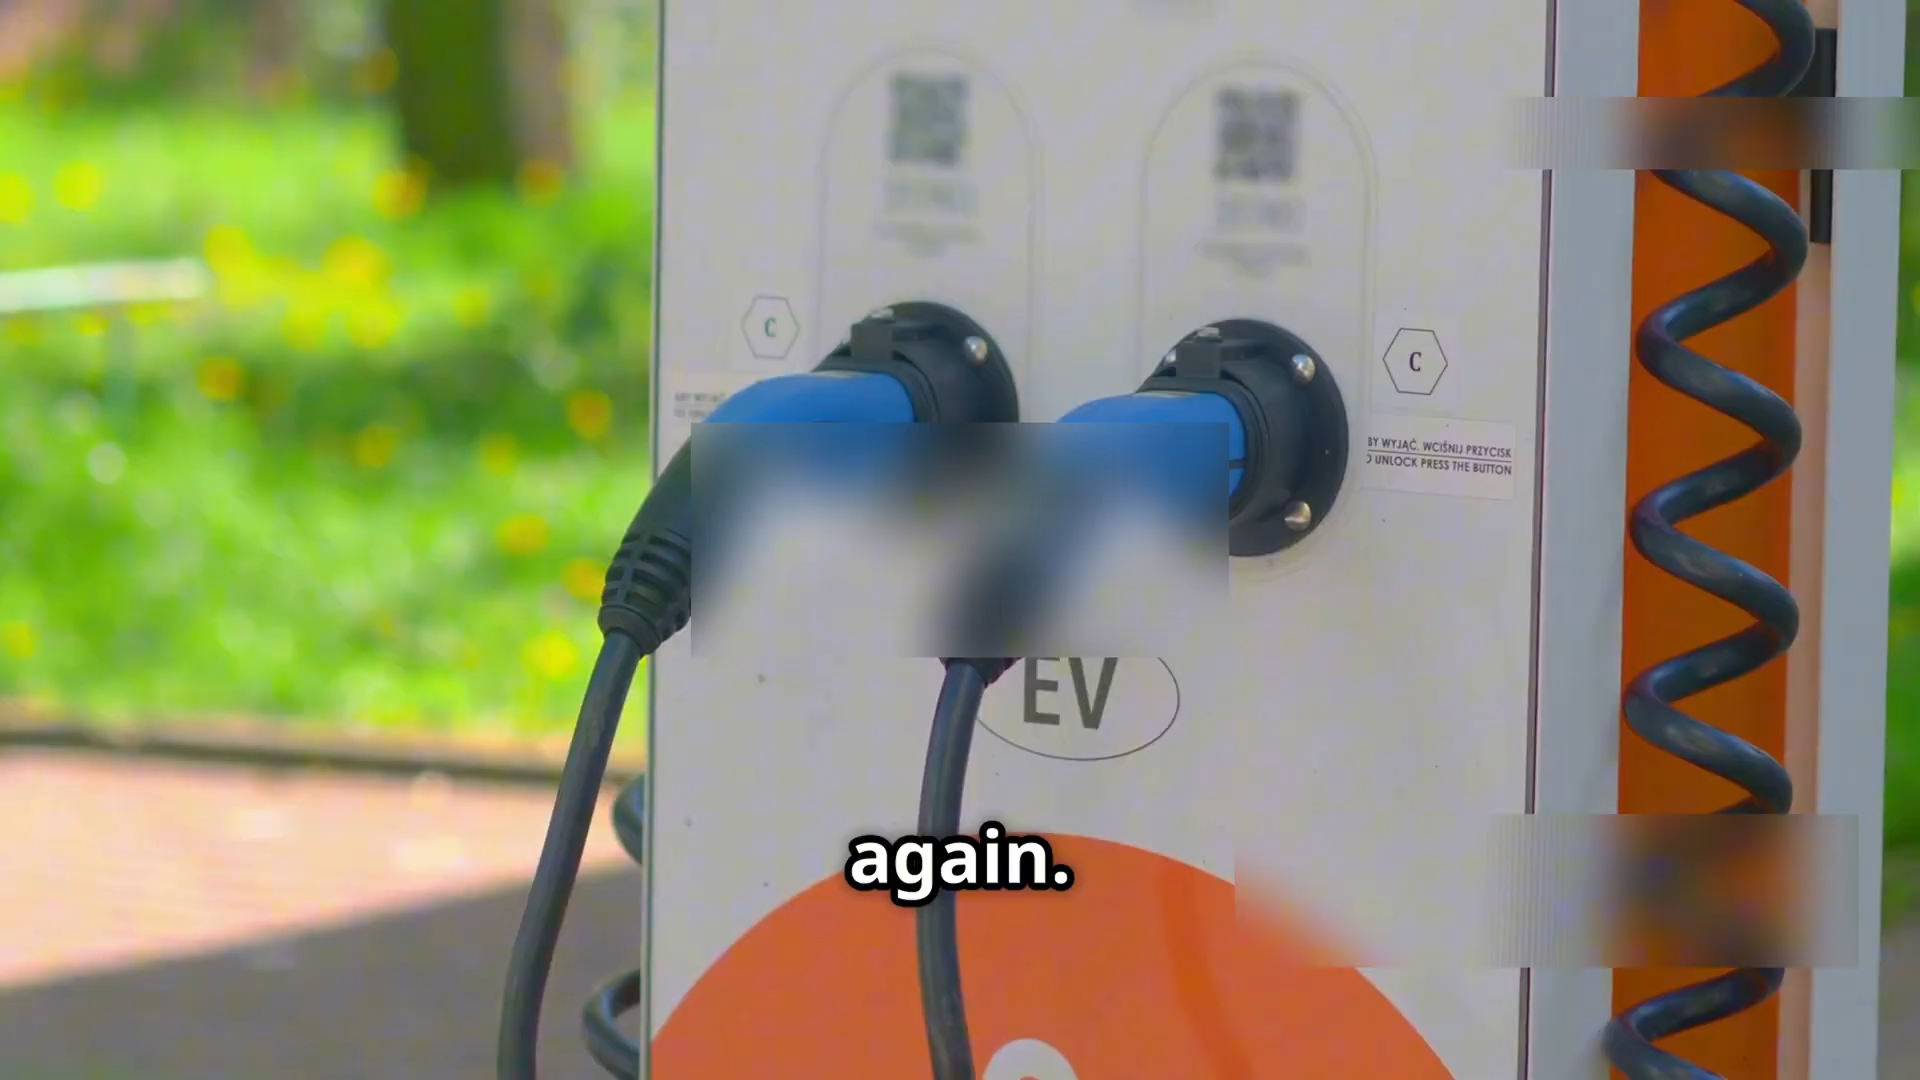 C
C
BY WYJĄĆ, WCIŚNIJ PRZYCISK
O UNLOCK PRESS THE BUTTON
EV
again.